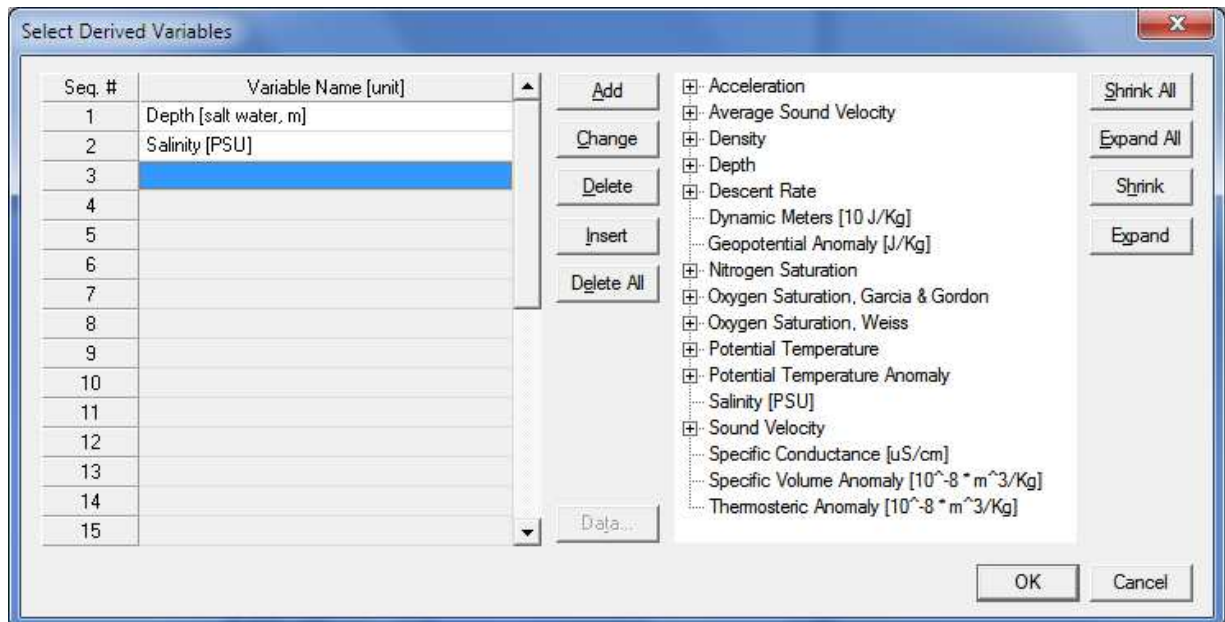 Select Derived Variables
Seq. # Variable Name [unit]
1 Depth [salt water, m]
2 Salinity [PSU]
3
4
5
6
7
8
9
10
11
12
13
14
15
Add
Change
Delete
Insert
Delete All
Data...
Acceleration
Average Sound Velocity
Density
Depth
Descent Rate
Dynamic Meters [10 J/Kg]
Geopotential Anomaly [J/Kg]
Nitrogen Saturation
Oxygen Saturation, Garcia & Gordon
Oxygen Saturation, Weiss
Potential Temperature
Potential Temperature Anomaly
Salinity [PSU]
Sound Velocity
Specific Conductance [uS/cm]
Specific Volume Anomaly [10^-8 * m^3/Kg]
Thermosteric Anomaly [10^-8 * m^3/Kg]
Shrink All
Expand All
Shrink
Expand
OK Cancel